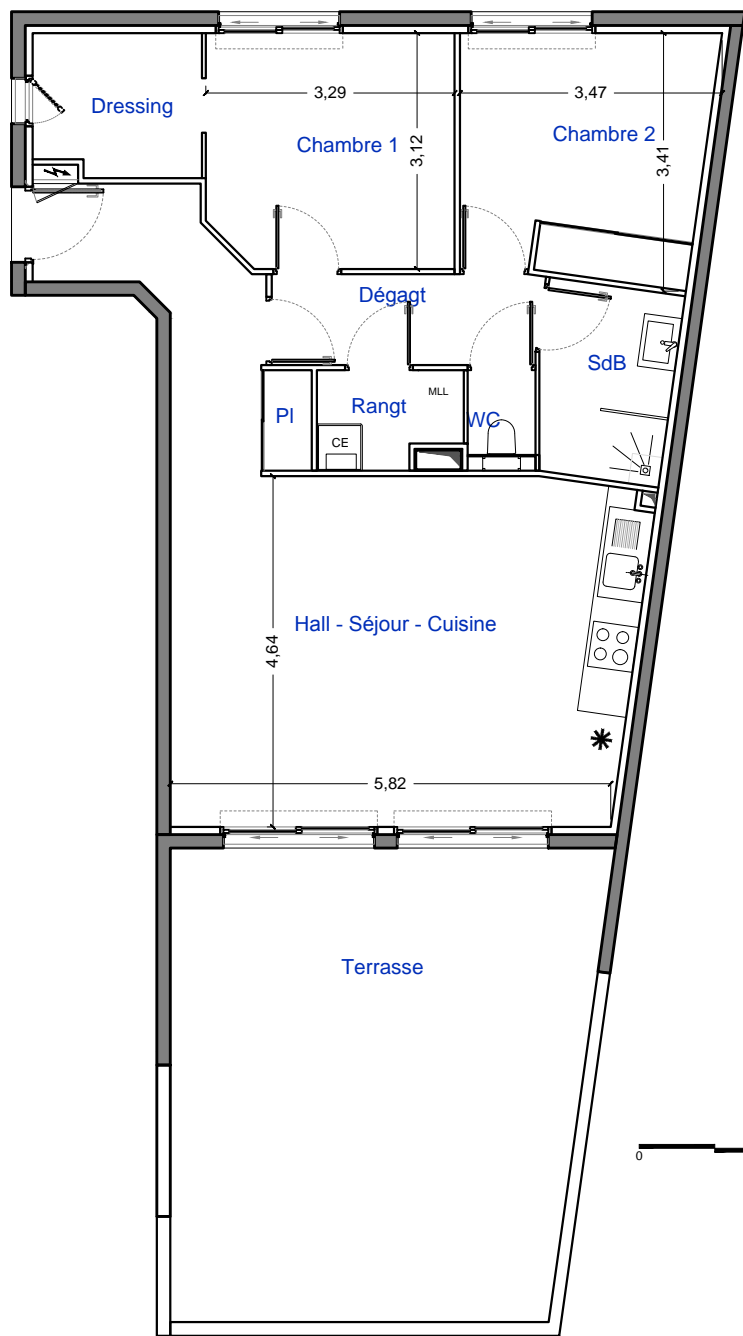 Dressing
3,29
3,47
Chambre 1
Chambre 2
3,12
3,41
Dégagt
SdB
Pl
Rangt
MLL
WC
CE
Hall - Séjour - Cuisine
4,64
5,82
Terrasse
0